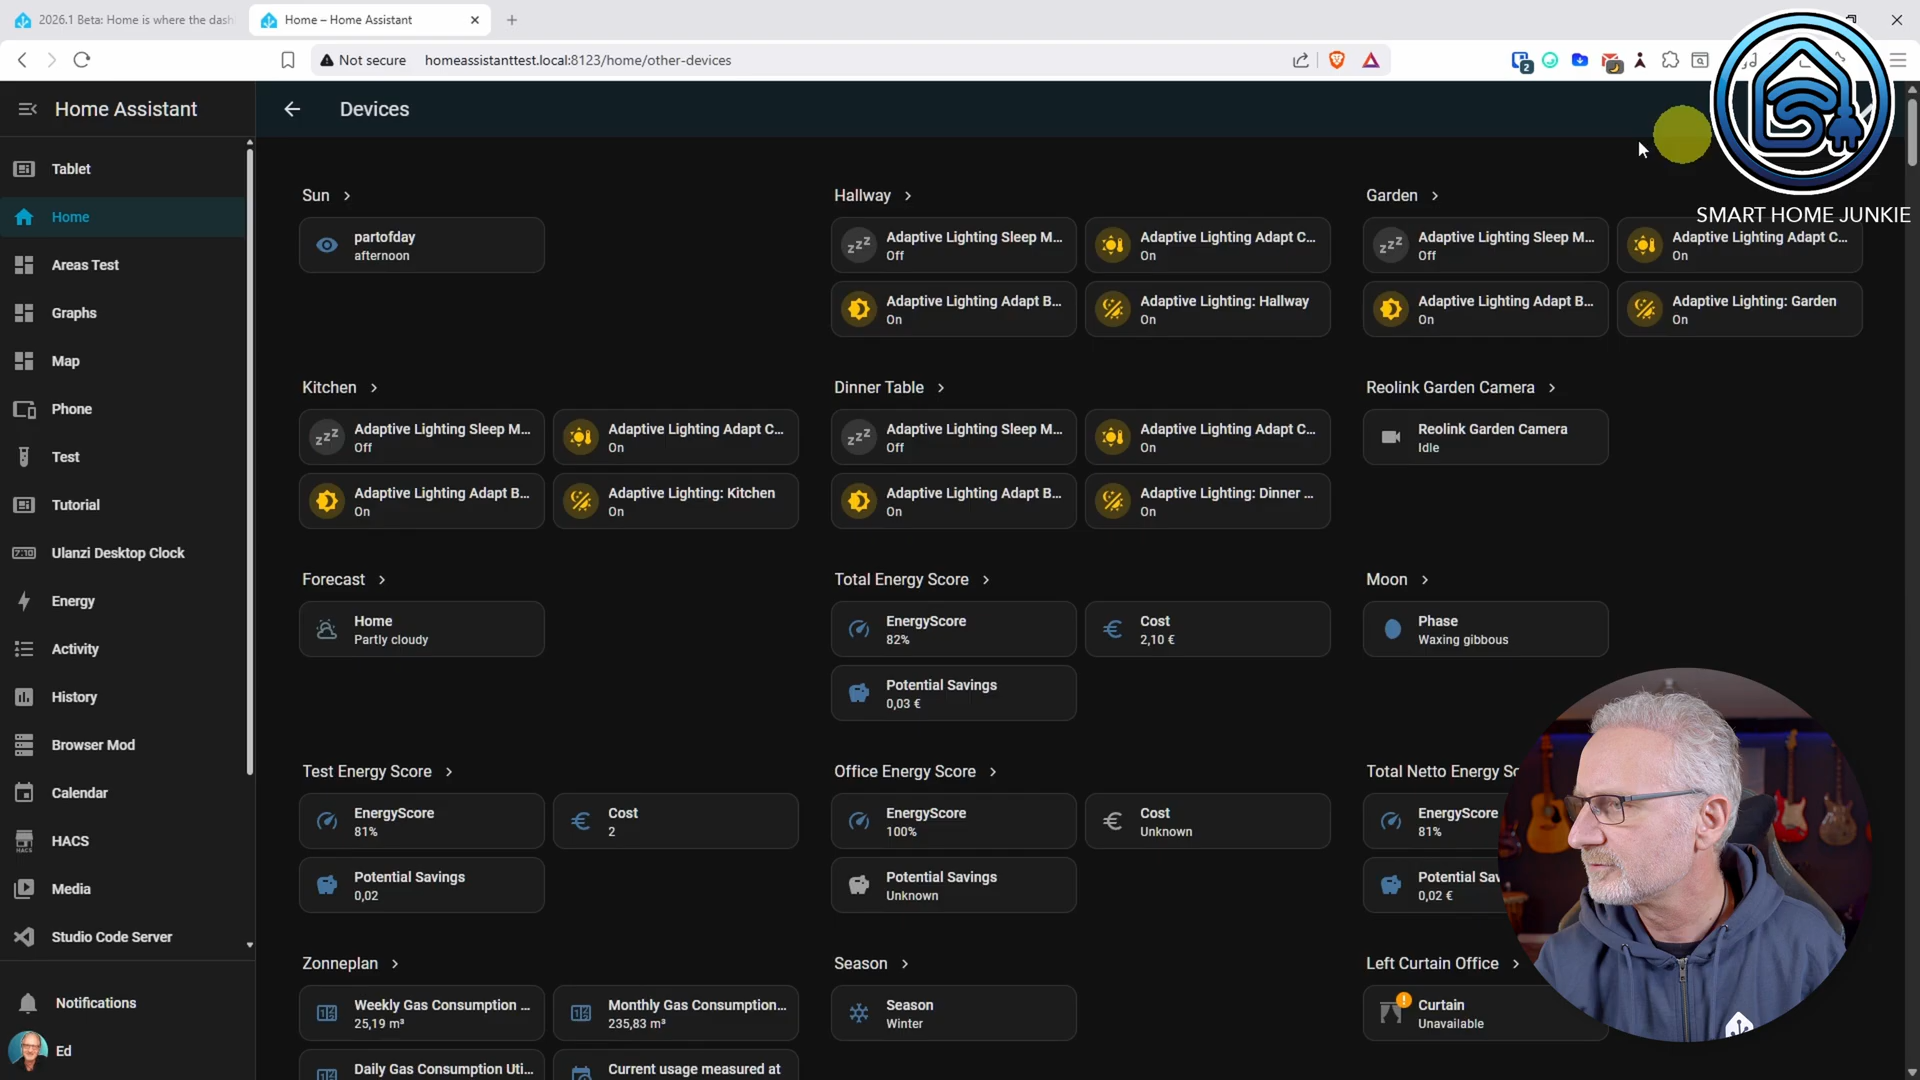 2026.1 Beta: Home is where the dash
Home – Home Assistant
Not secure
homeassistanttest.local:8123/home/other-devices
2
SMART HOME JUNKIE
Home Assistant
Tablet
Home
Areas Test
Graphs
Map
Phone
Test
Tutorial
7:10
Ulanzi Desktop Clock
Energy
Activity
History
Browser Mod
Calendar
HACS
HACS
Media
Studio Code Server
Notifications
Ed
Devices
Sun
partofday
afternoon
Hallway
Adaptive Lighting Sleep M...
Off
Adaptive Lighting Adapt C...
On
Adaptive Lighting Adapt B...
On
Adaptive Lighting: Hallway
On
Garden
Adaptive Lighting Sleep M...
Off
Adaptive Lighting Adapt C...
On
Adaptive Lighting Adapt B...
On
Adaptive Lighting: Garden
On
Kitchen
Adaptive Lighting Sleep M...
Off
Adaptive Lighting Adapt C...
On
Adaptive Lighting Adapt B...
On
Adaptive Lighting: Kitchen
On
Dinner Table
Adaptive Lighting Sleep M...
Off
Adaptive Lighting Adapt C...
On
Adaptive Lighting Adapt B...
On
Adaptive Lighting: Dinner ...
On
Reolink Garden Camera
Reolink Garden Camera
Idle
Forecast
Home
Partly cloudy
Total Energy Score
EnergyScore
82%
Cost
2,10 €
Potential Savings
0,03 €
Moon
Phase
Waxing gibbous
Test Energy Score
EnergyScore
81%
Cost
2
Potential Savings
0,02
Office Energy Score
EnergyScore
100%
Cost
Unknown
Potential Savings
Unknown
Total Netto Energy Sc
EnergyScore
81%
Potential Sav
0,02 €
Zonneplan
Weekly Gas Consumption ...
25,19 m³
Monthly Gas Consumption...
235,83 m³
Daily Gas Consumption Uti...
Current usage measured at
Season
Season
Winter
Left Curtain Office
Curtain
Unavailable